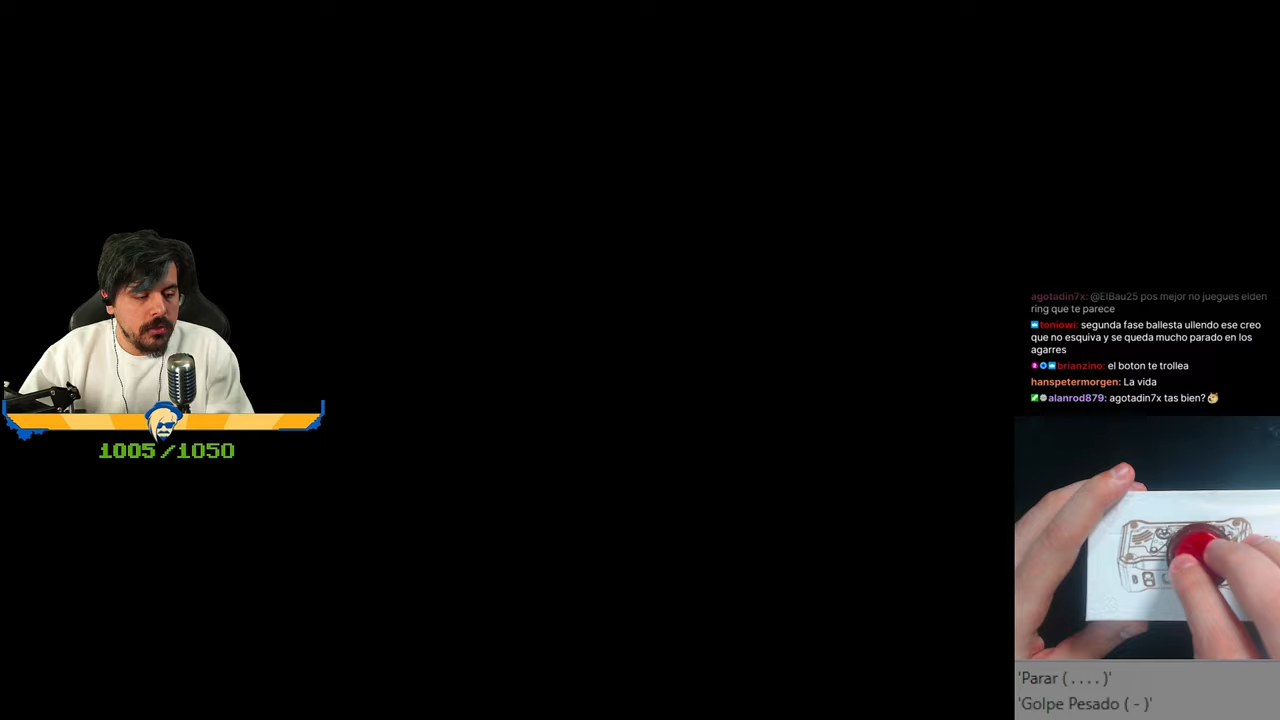 agotadin7x: @ElBau25 pos mejor no juegues elden
ring que te parece
toniowi: segunda fase ballesta ullendo ese creo
que no esquiva y se queda mucho parado en los
agarres
brianzino: el boton te trollea
hanspetermorgen: La vida
alanrod879: agotadin7x tas bien?
1005/1050
'Parar ( . . . . )'
'Golpe Pesado ( - )'